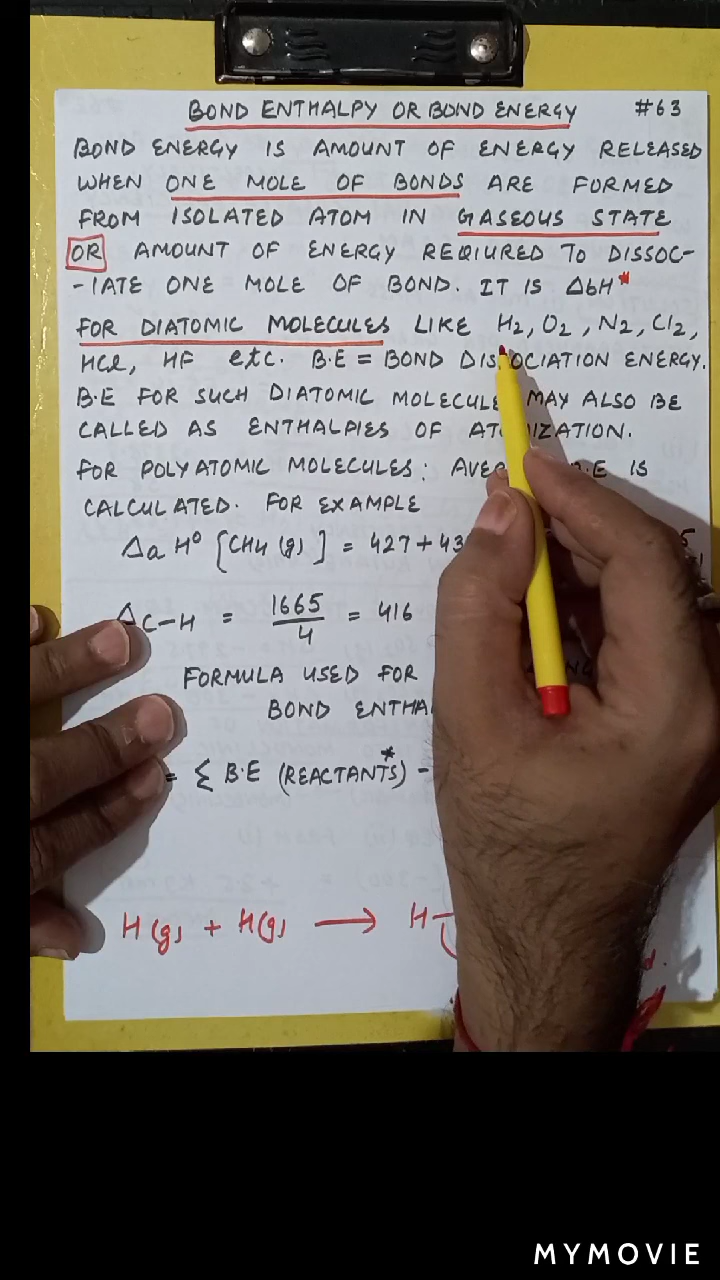 BOND ENTHALPY OR BOND ENERGY #63
BOND ENERGY IS AMOUNT OF ENERGY RELEASED
WHEN ONE MOLE OF BONDS ARE FORMED
FROM ISOLATED ATOM IN GASEOUS STATE
OR AMOUNT OF ENERGY REQIURED TO DISSOC-
-IATE ONE MOLE OF BOND. IT IS ΔbH*
FOR DIATOMIC MOLECULES LIKE H2, O2, N2, Cl2,
HCl, HF etc. B.E = BOND DISSOCIATION ENERGY.
B.E FOR SUCH DIATOMIC MOLECULE MAY ALSO BE
CALLED AS ENTHALPIES OF ATOMIZATION.
FOR POLYATOMIC MOLECULES: B.E IS
CALCULATED. FOR EXAMPLE
ΔaH° [CH4 (g)] = 427 + 43
ΔC-H = 1665/4 = 416
FORMULA USED FOR
BOND
= Σ B.E (REACTANTS*) -
H(g) + H(g) → H-
MYMOVIE